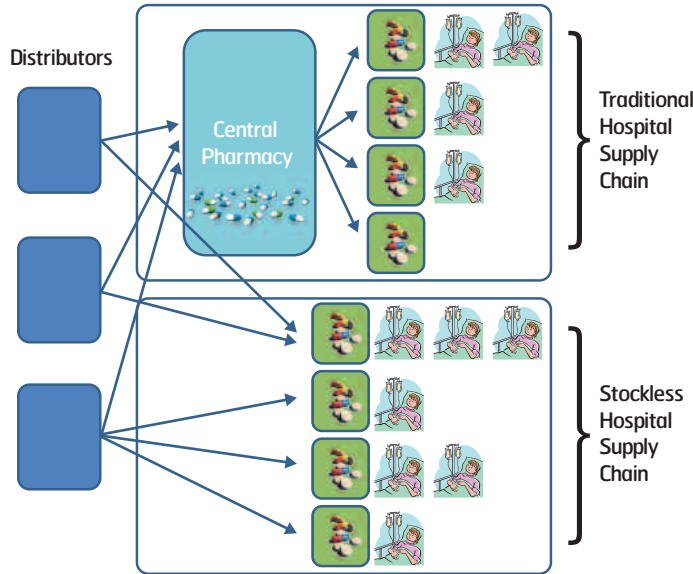 Distributors
Central
Pharmacy
Traditional
Hospital
Supply
Chain
Stockless
Hospital
Supply
Chain